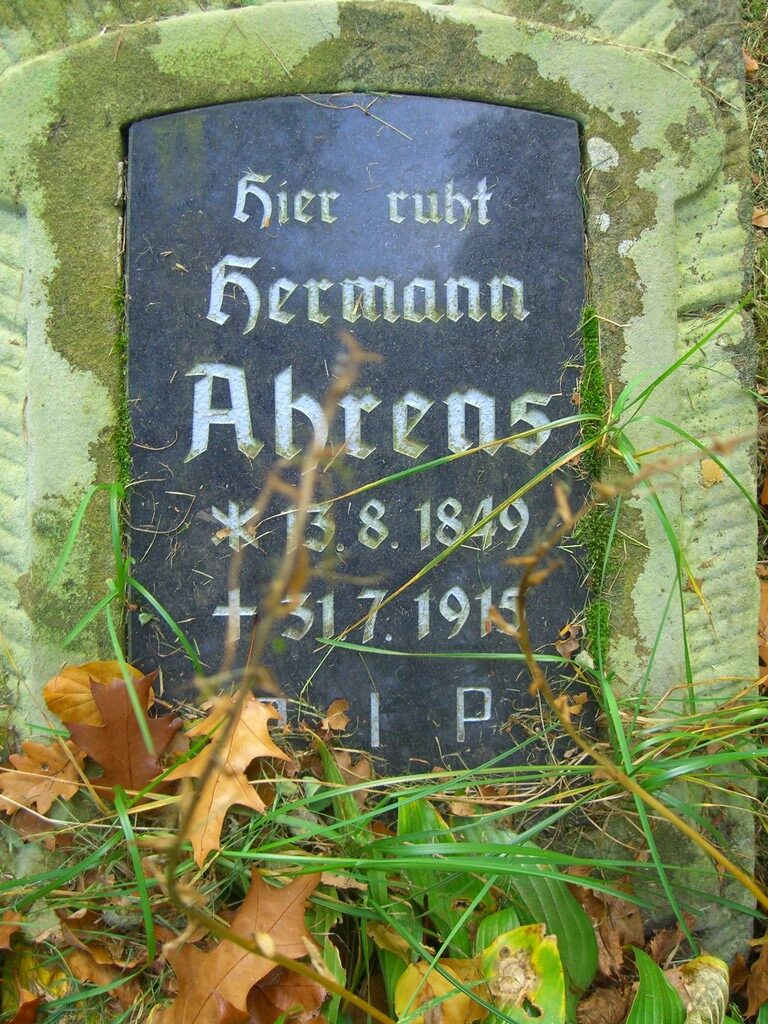 Hier ruht
Hermann
Ahrens
* 13. 8. 1849
+ 31. 7. 1915
R I P